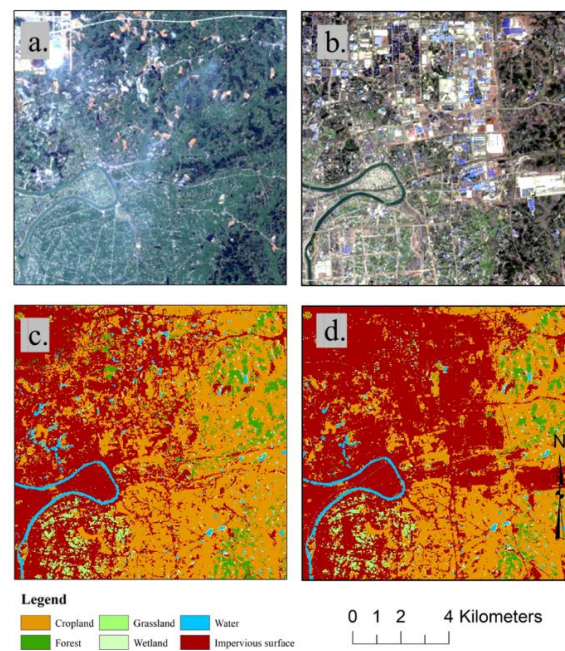 a.
b.
c.
d.
N
Legend
Cropland Grassland Water
Forest Wetland Impervious surface
0 1 2 4 Kilometers